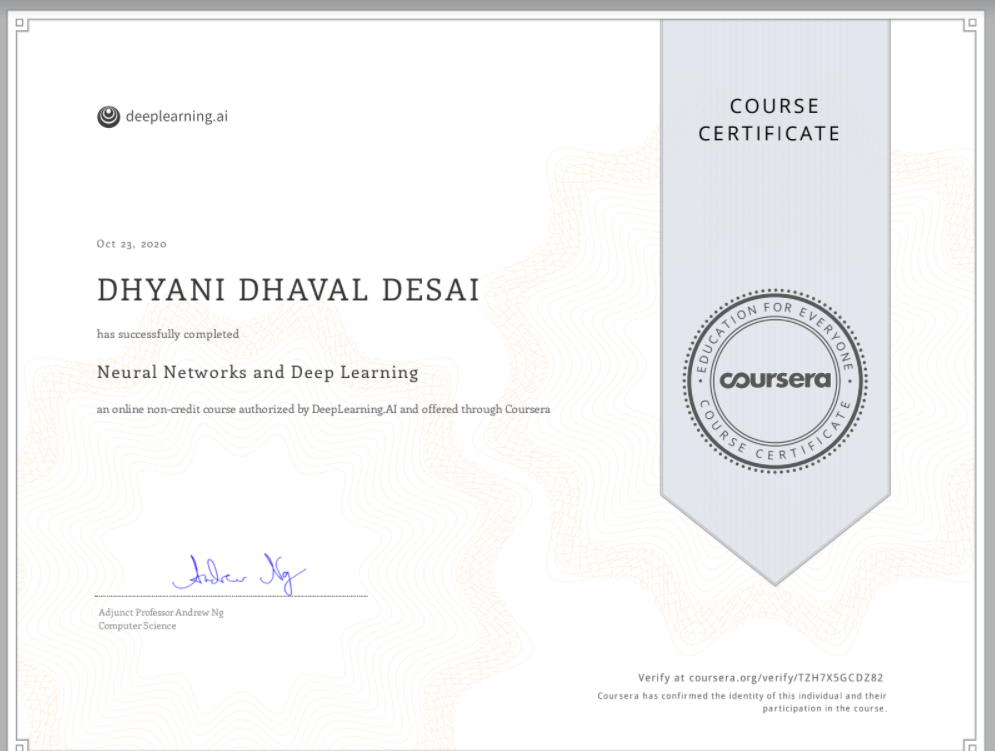 deeplearning.ai
COURSE
CERTIFICATE
Oct 23, 2020
DHYANI DHAVAL DESAI
has successfully completed
Neural Networks and Deep Learning
an online non-credit course authorized by DeepLearning.AI and offered through Coursera
EDUCATION FOR EVERYONE
coursera
COURSE CERTIFICATE
Andrew Ng
Adjunct Professor Andrew Ng
Computer Science
Verify at coursera.org/verify/TZH7X5GCDZ82
Coursera has confirmed the identity of this individual and their
participation in the course.